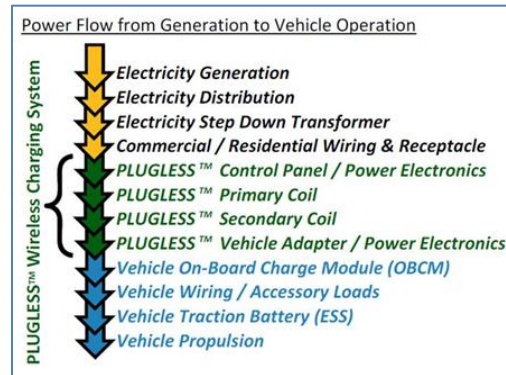 Power Flow from Generation to Vehicle Operation
PLUGLESS™ Wireless Charging System
Electricity Generation
Electricity Distribution
Electricity Step Down Transformer
Commercial / Residential Wiring & Receptacle
PLUGLESS™ Control Panel / Power Electronics
PLUGLESS™ Primary Coil
PLUGLESS™ Secondary Coil
PLUGLESS™ Vehicle Adapter / Power Electronics
Vehicle On-Board Charge Module (OBCM)
Vehicle Wiring / Accessory Loads
Vehicle Traction Battery (ESS)
Vehicle Propulsion